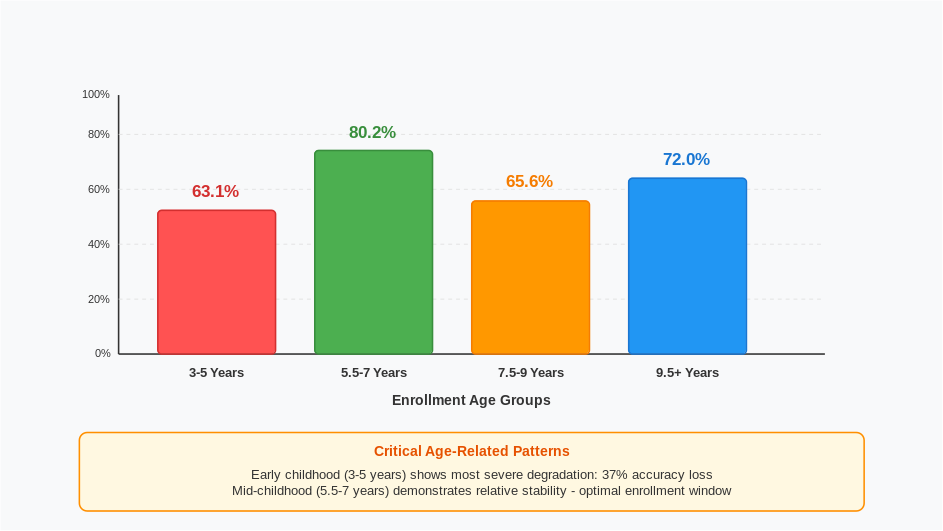 100%
80%
60%
40%
20%
0%
63.1%
80.2%
65.6%
72.0%
3-5 Years
5.5-7 Years
7.5-9 Years
9.5+ Years
Enrollment Age Groups
Critical Age-Related Patterns
Early childhood (3-5 years) shows most severe degradation: 37% accuracy loss
Mid-childhood (5.5-7 years) demonstrates relative stability - optimal enrollment window